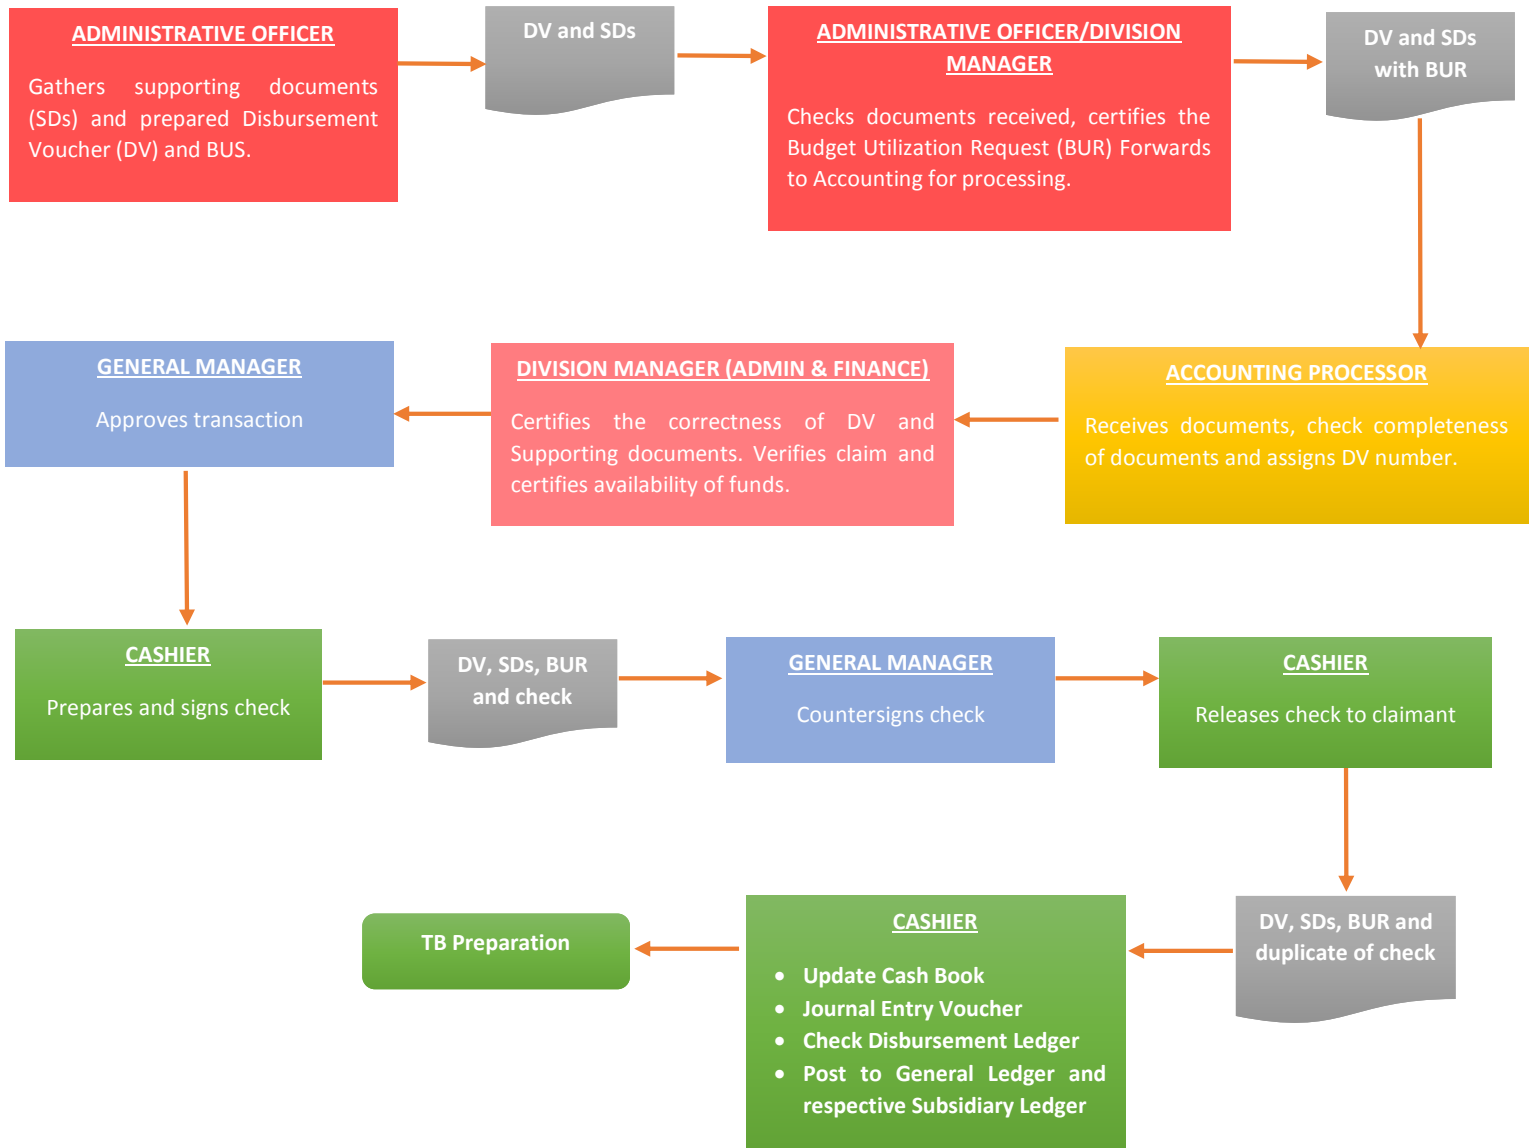 ADMINISTRATIVE OFFICER
Gathers supporting documents
(SDs) and prepared Disbursement
Voucher (DV) and BUS.
DV and SDs
ADMINISTRATIVE OFFICER/DIVISION
MANAGER
Checks documents received, certifies the
Budget Utilization Request (BUR) Forwards
to Accounting for processing.
DV and SDs
with BUR
ACCOUNTING PROCESSOR
Receives documents, check completeness
of documents and assigns DV number.
DIVISION MANAGER (ADMIN & FINANCE)
Certifies the correctness of DV and
Supporting documents. Verifies claim and
certifies availability of funds.
GENERAL MANAGER
Approves transaction
CASHIER
Prepares and signs check
DV, SDs, BUR
and check
GENERAL MANAGER
Countersigns check
CASHIER
Releases check to claimant
DV, SDs, BUR and
duplicate of check
CASHIER
• Update Cash Book
• Journal Entry Voucher
• Check Disbursement Ledger
• Post to General Ledger and
respective Subsidiary Ledger
TB Preparation